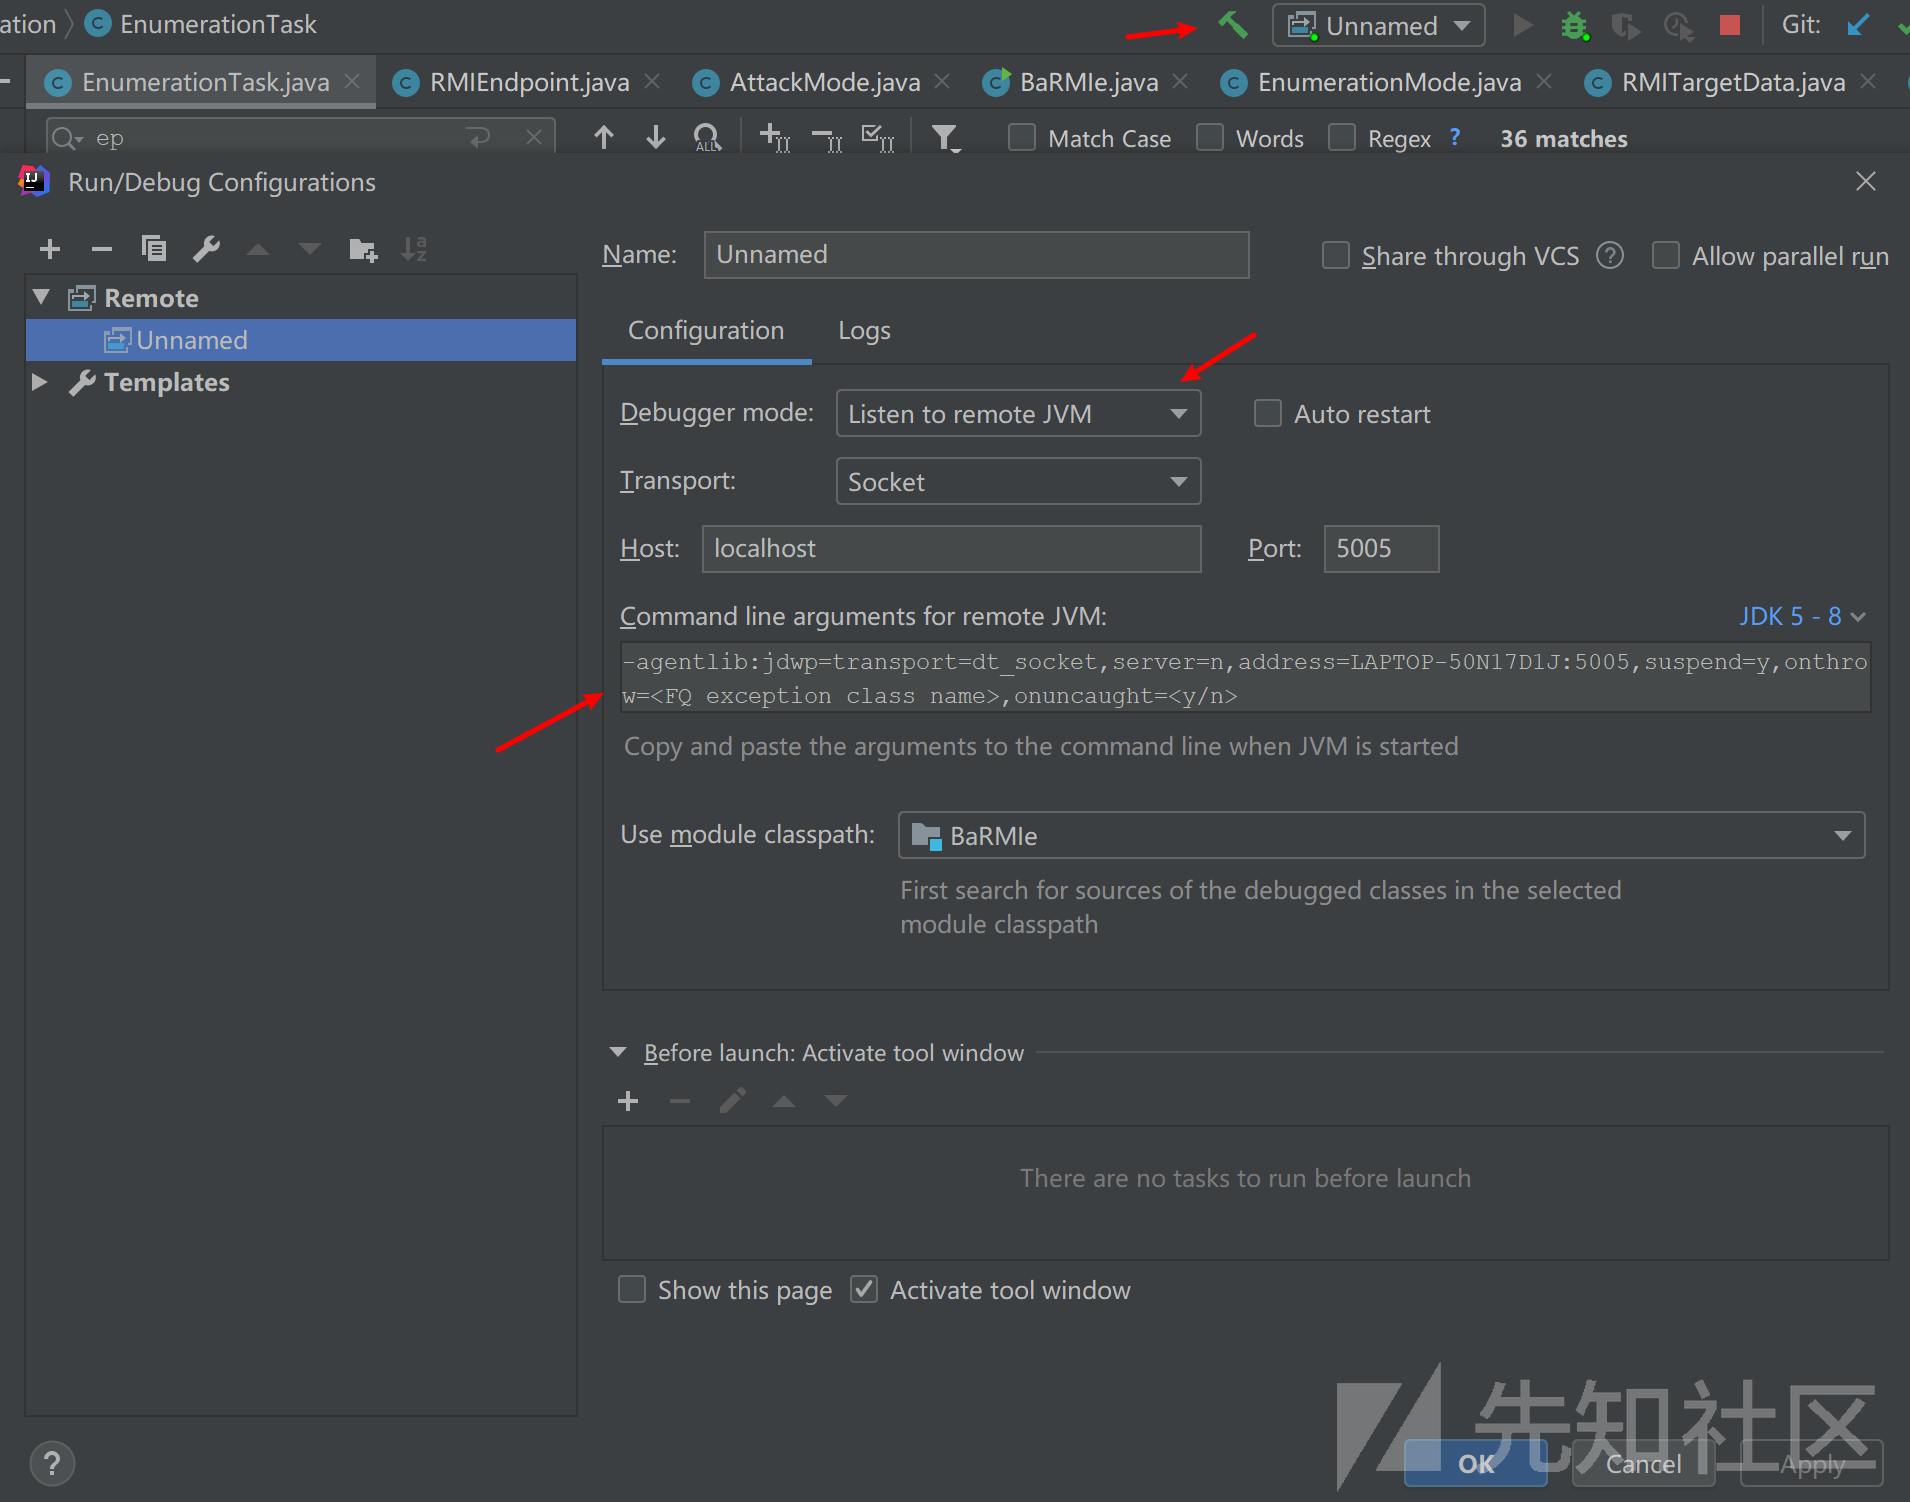 ation EnumerationTask Unnamed Git:
EnumerationTask.java RMIEndpoint.java AttackMode.java BaRMIe.java EnumerationMode.java RMITargetData.java
ep ALL Match Case Words Regex ? 36 matches
Run/Debug Configurations
Name: Unnamed Share through VCS ? Allow parallel run
Remote
Unnamed
Templates
Configuration Logs
Debugger mode: Listen to remote JVM Auto restart
Transport: Socket
Host: localhost Port: 5005
Command line arguments for remote JVM: JDK 5 - 8
-agentlib:jdwp=transport=dt_socket,server=n,address=LAPTOP-50N17D1J:5005,suspend=y,onthro
w=<FQ exception class name>,onuncaught=<y/n>
Copy and paste the arguments to the command line when JVM is started
Use module classpath: BaRMIe
First search for sources of the debugged classes in the selected
module classpath
Before launch: Activate tool window
There are no tasks to run before launch
Show this page Activate tool window
先知社区
? OK Cancel Apply